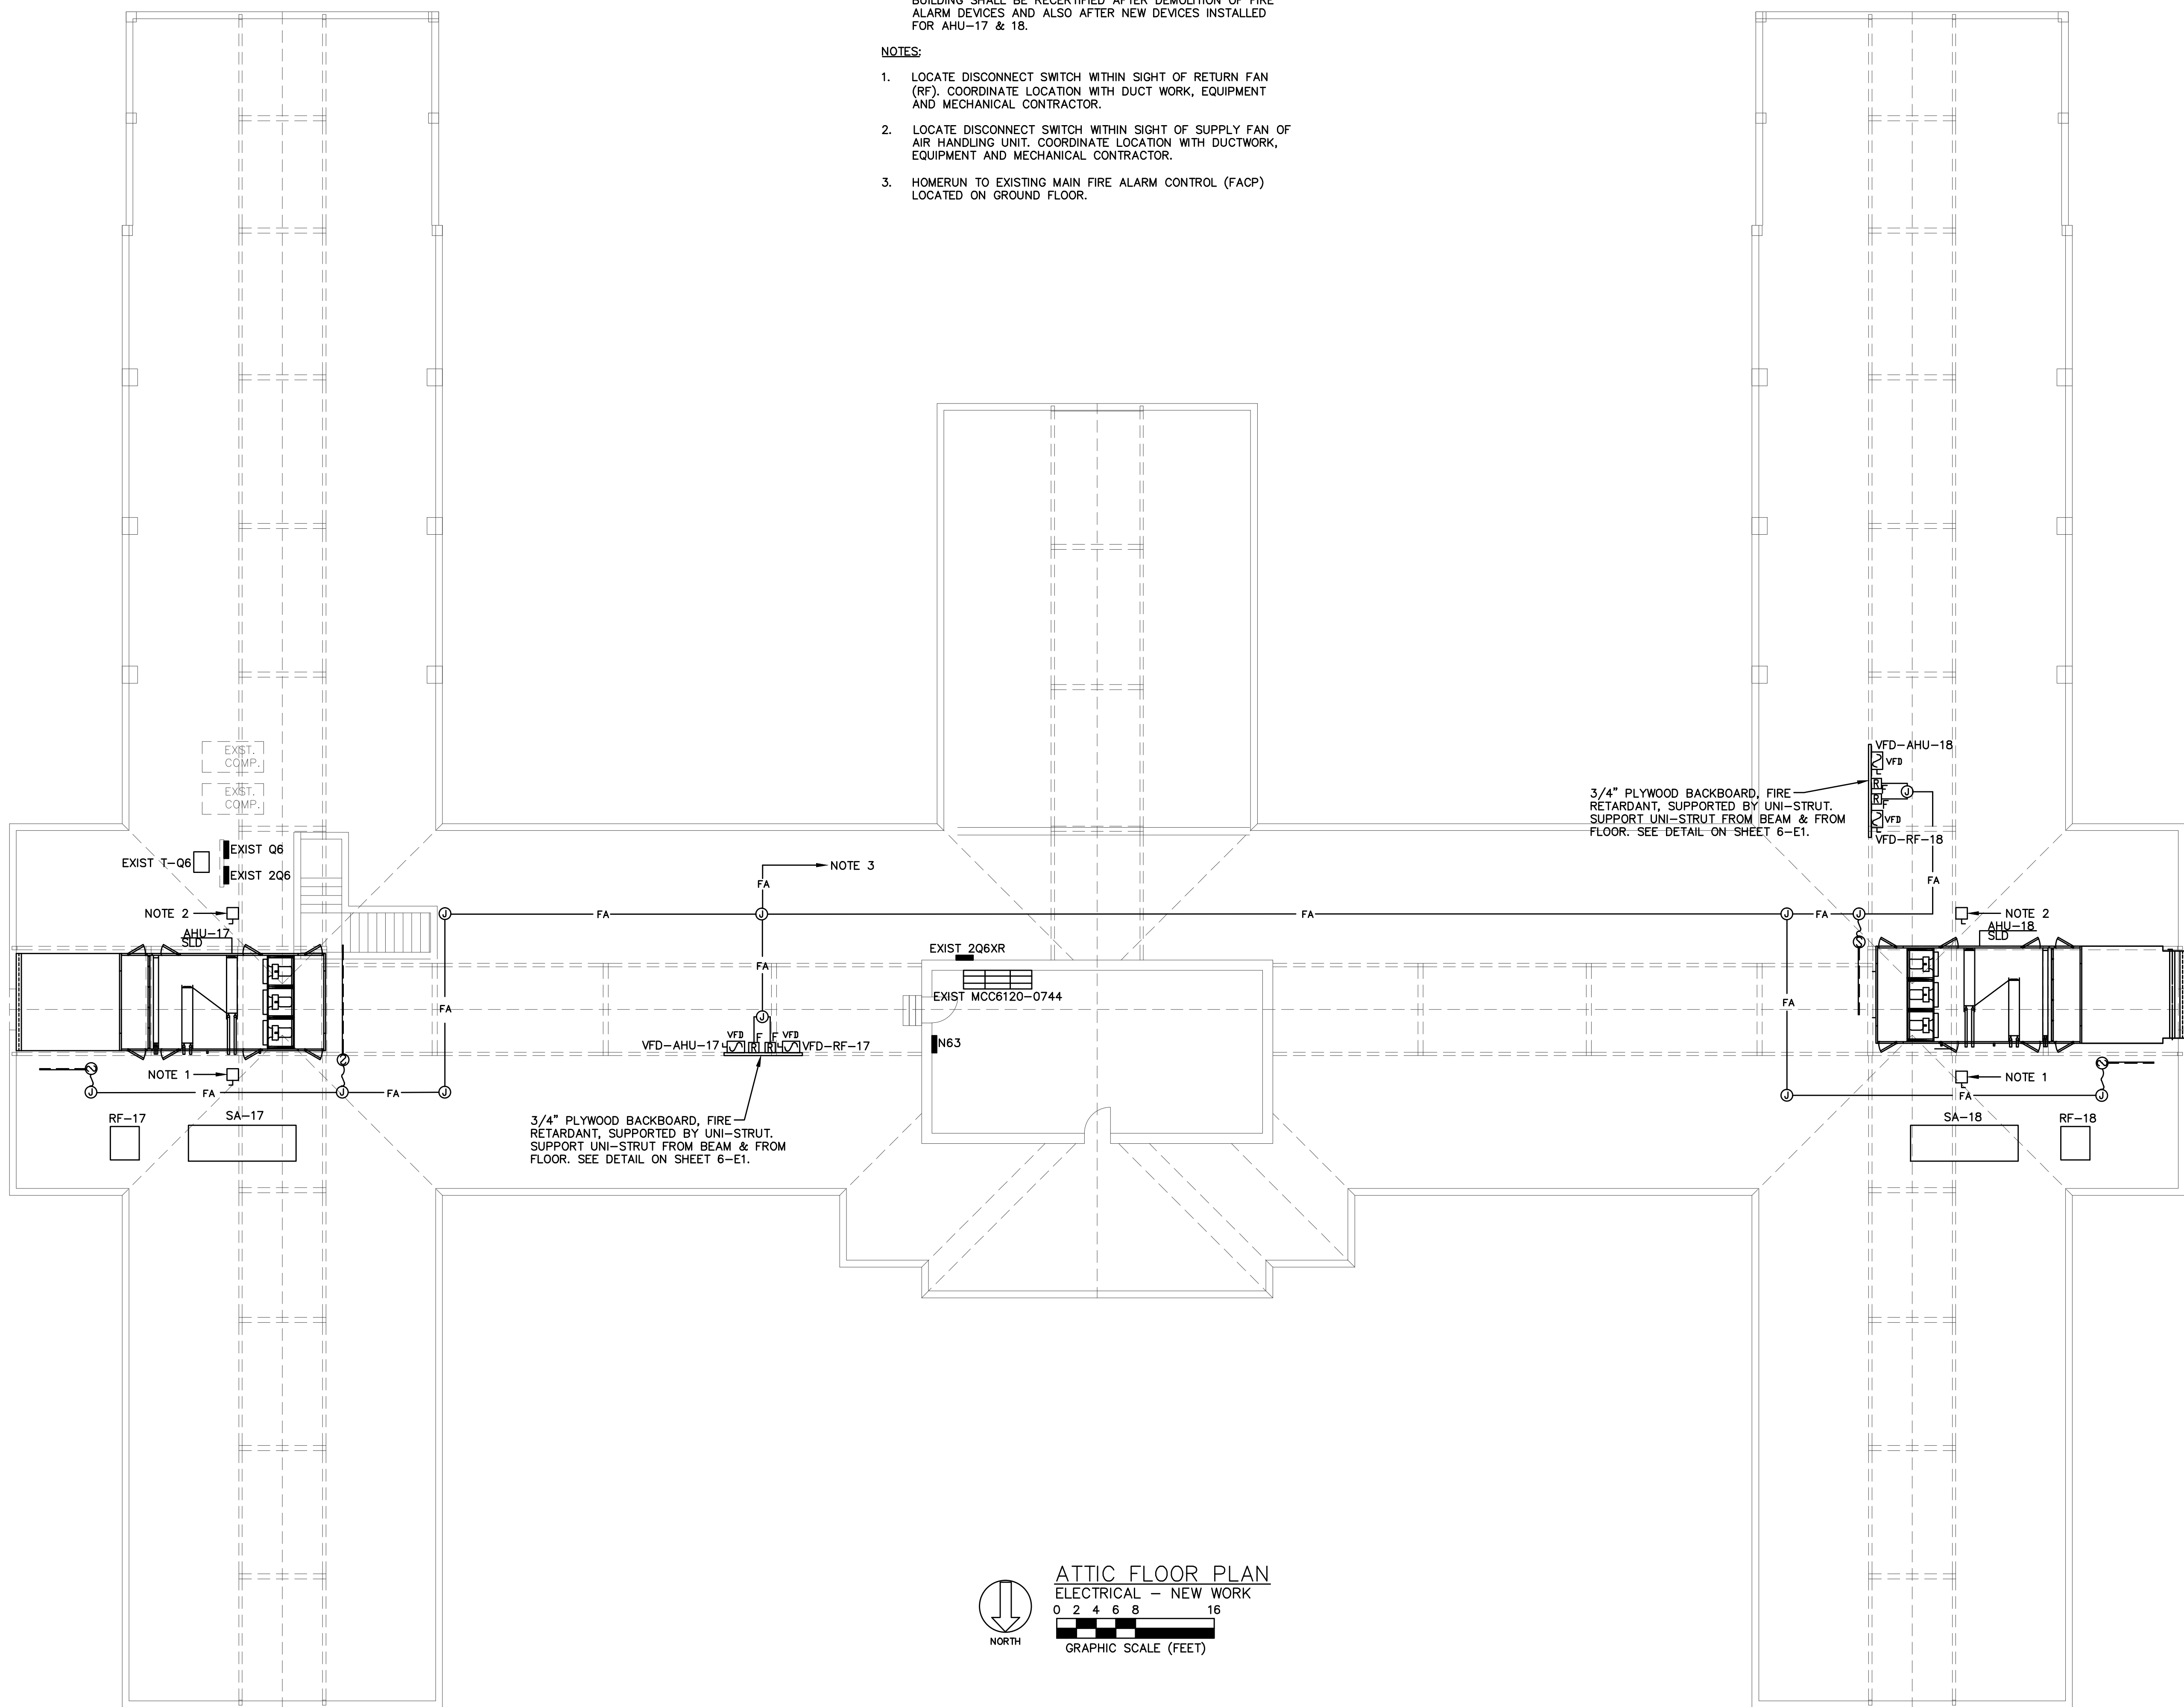 BUILDING SHALL BE RECERTIFIED AFTER DEMOLITION OF FIRE
ALARM DEVICES AND ALSO AFTER NEW DEVICES INSTALLED
FOR AHU-17 & 18.
NOTES:
1. LOCATE DISCONNECT SWITCH WITHIN SIGHT OF RETURN FAN
(RF). COORDINATE LOCATION WITH DUCT WORK, EQUIPMENT
AND MECHANICAL CONTRACTOR.
2. LOCATE DISCONNECT SWITCH WITHIN SIGHT OF SUPPLY FAN OF
AIR HANDLING UNIT. COORDINATE LOCATION WITH DUCTWORK,
EQUIPMENT AND MECHANICAL CONTRACTOR.
3. HOMERUN TO EXISTING MAIN FIRE ALARM CONTROL (FACP)
LOCATED ON GROUND FLOOR.
EXST.
COMP.
EXST.
COMP.
EXIST Q6
EXIST T-Q6
EXIST 2Q6
NOTE 2
AHU-17
SLD
NOTE 1
J
FA
J
FA
J
RF-17
SA-17
FA
J
FA
J
FA
NOTE 3
FA
FA
J
VFD
F
F
VFD
VFD-AHU-17
R
R
VFD-RF-17
3/4" PLYWOOD BACKBOARD, FIRE
RETARDANT, SUPPORTED BY UNI-STRUT.
SUPPORT UNI-STRUT FROM BEAM & FROM
FLOOR. SEE DETAIL ON SHEET 6-E1.
EXIST 2Q6XR
EXIST MCC6120-0744
N63
VFD-AHU-18
VFD
R
F
J
R
F
VFD
VFD-RF-18
3/4" PLYWOOD BACKBOARD, FIRE
RETARDANT, SUPPORTED BY UNI-STRUT.
SUPPORT UNI-STRUT FROM BEAM & FROM
FLOOR. SEE DETAIL ON SHEET 6-E1.
FA
J
FA
J
NOTE 2
AHU-18
SLD
FA
NOTE 1
J
FA
J
SA-18
RF-18
ATTIC FLOOR PLAN
ELECTRICAL - NEW WORK
0 2 4 6 8 16
GRAPHIC SCALE (FEET)
NORTH